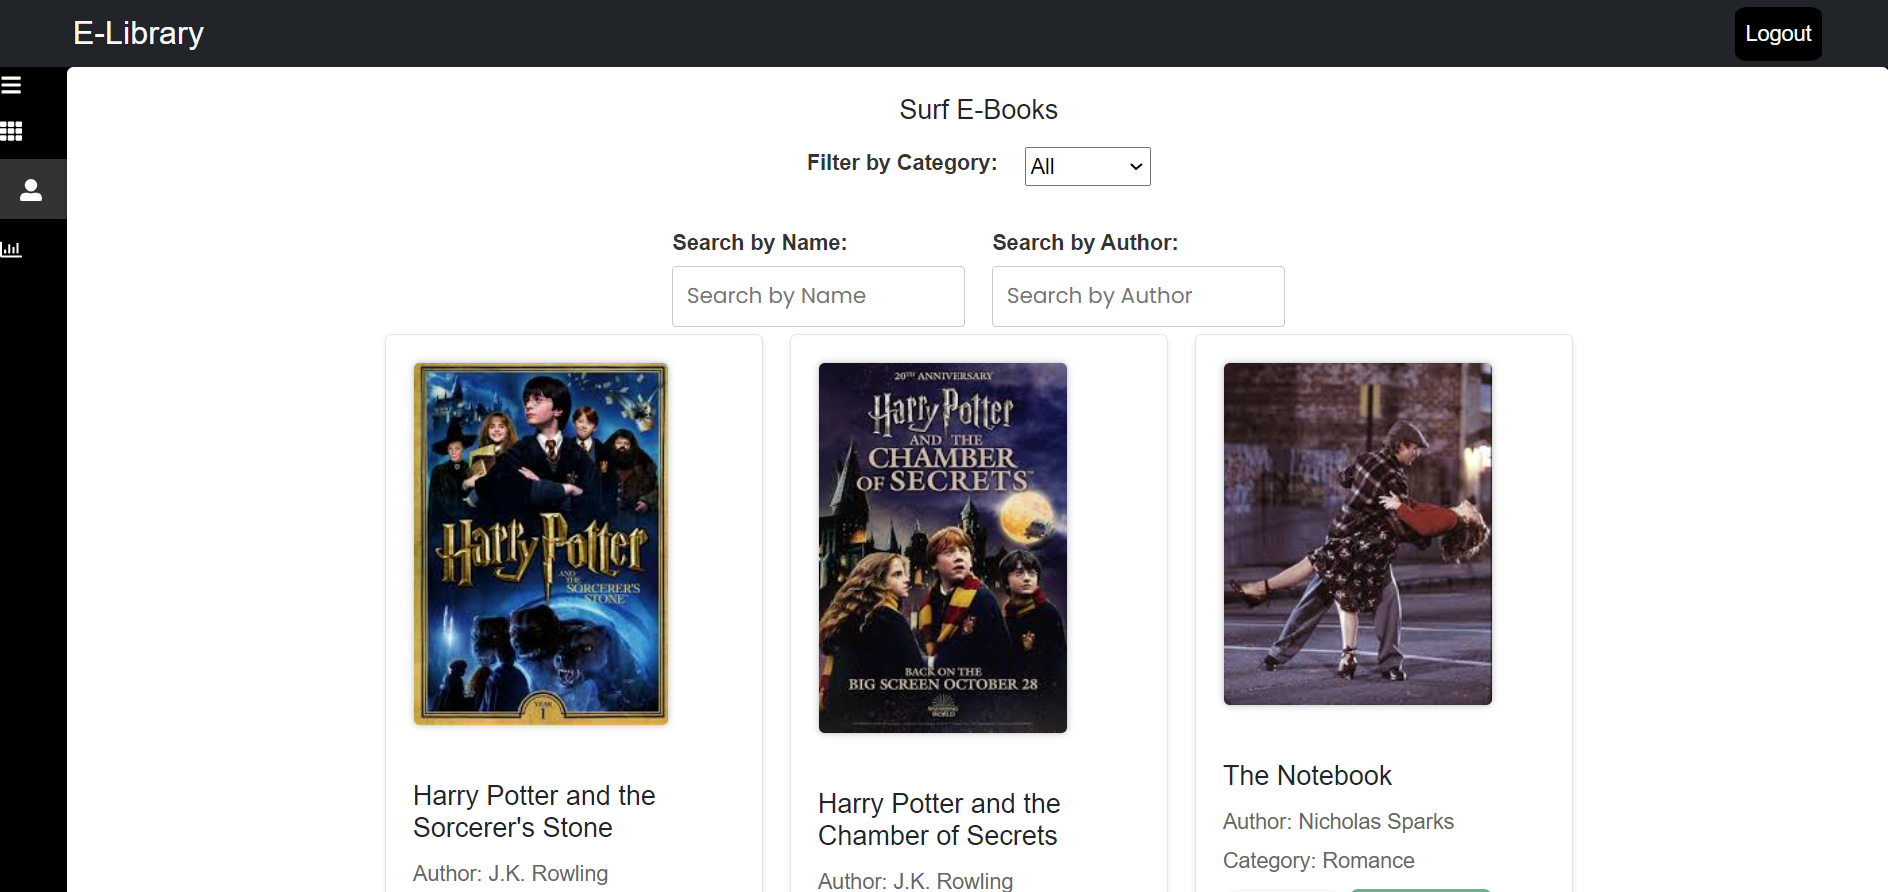 E-Library
Logout
Surf E-Books
Filter by Category:
All
Search by Name:
Search by Author:
Search by Name
Search by Author
Harry Potter
AND THE
SORCERER'S
STONE
YEAR
1
20TH ANNIVERSARY
Harry Potter
AND THE
CHAMBER
OF SECRETS
BACK ON THE
BIG SCREEN OCTOBER 28
WIZARDING
WORLD
Harry Potter and the
Sorcerer's Stone
Author: J.K. Rowling
Harry Potter and the
Chamber of Secrets
Author: J.K. Rowling
The Notebook
Author: Nicholas Sparks
Category: Romance